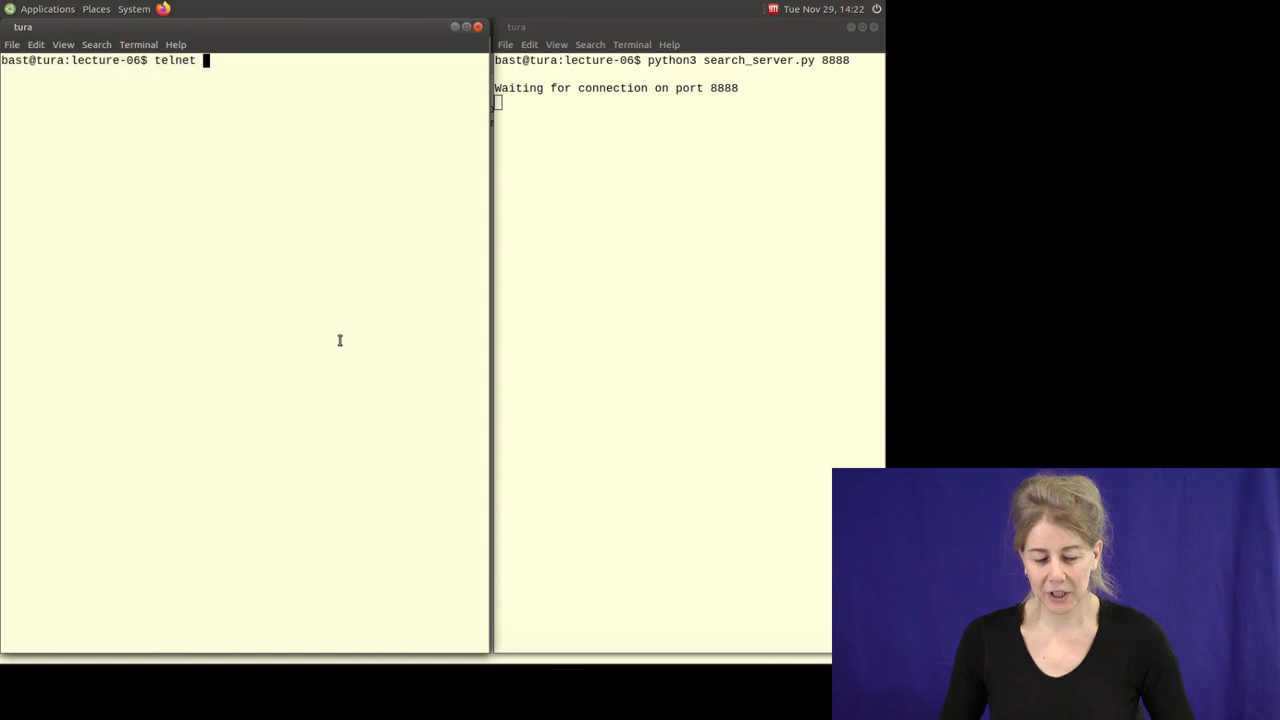 Applications Places System
Tue Nov 29, 14:22
tura
File Edit View Search Terminal Help
bast@tura:lecture-06$ telnet
tura
File Edit View Search Terminal Help
bast@tura:lecture-06$ python3 search_server.py 8888
Waiting for connection on port 8888